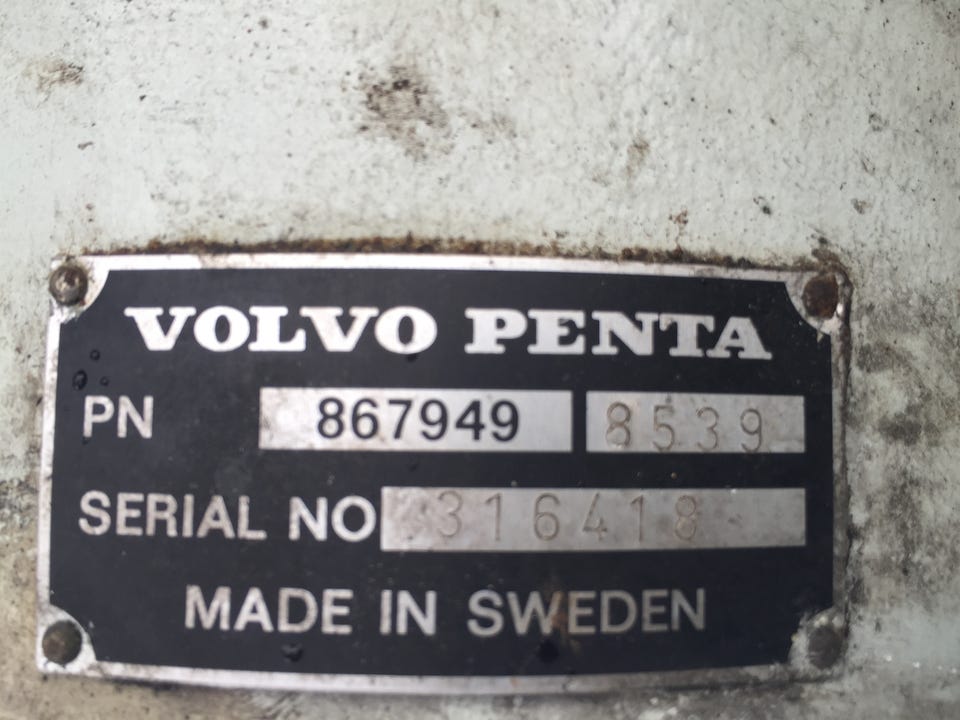 VOLVO PENTA
PN 867949 8539
SERIAL NO 316418
MADE IN SWEDEN